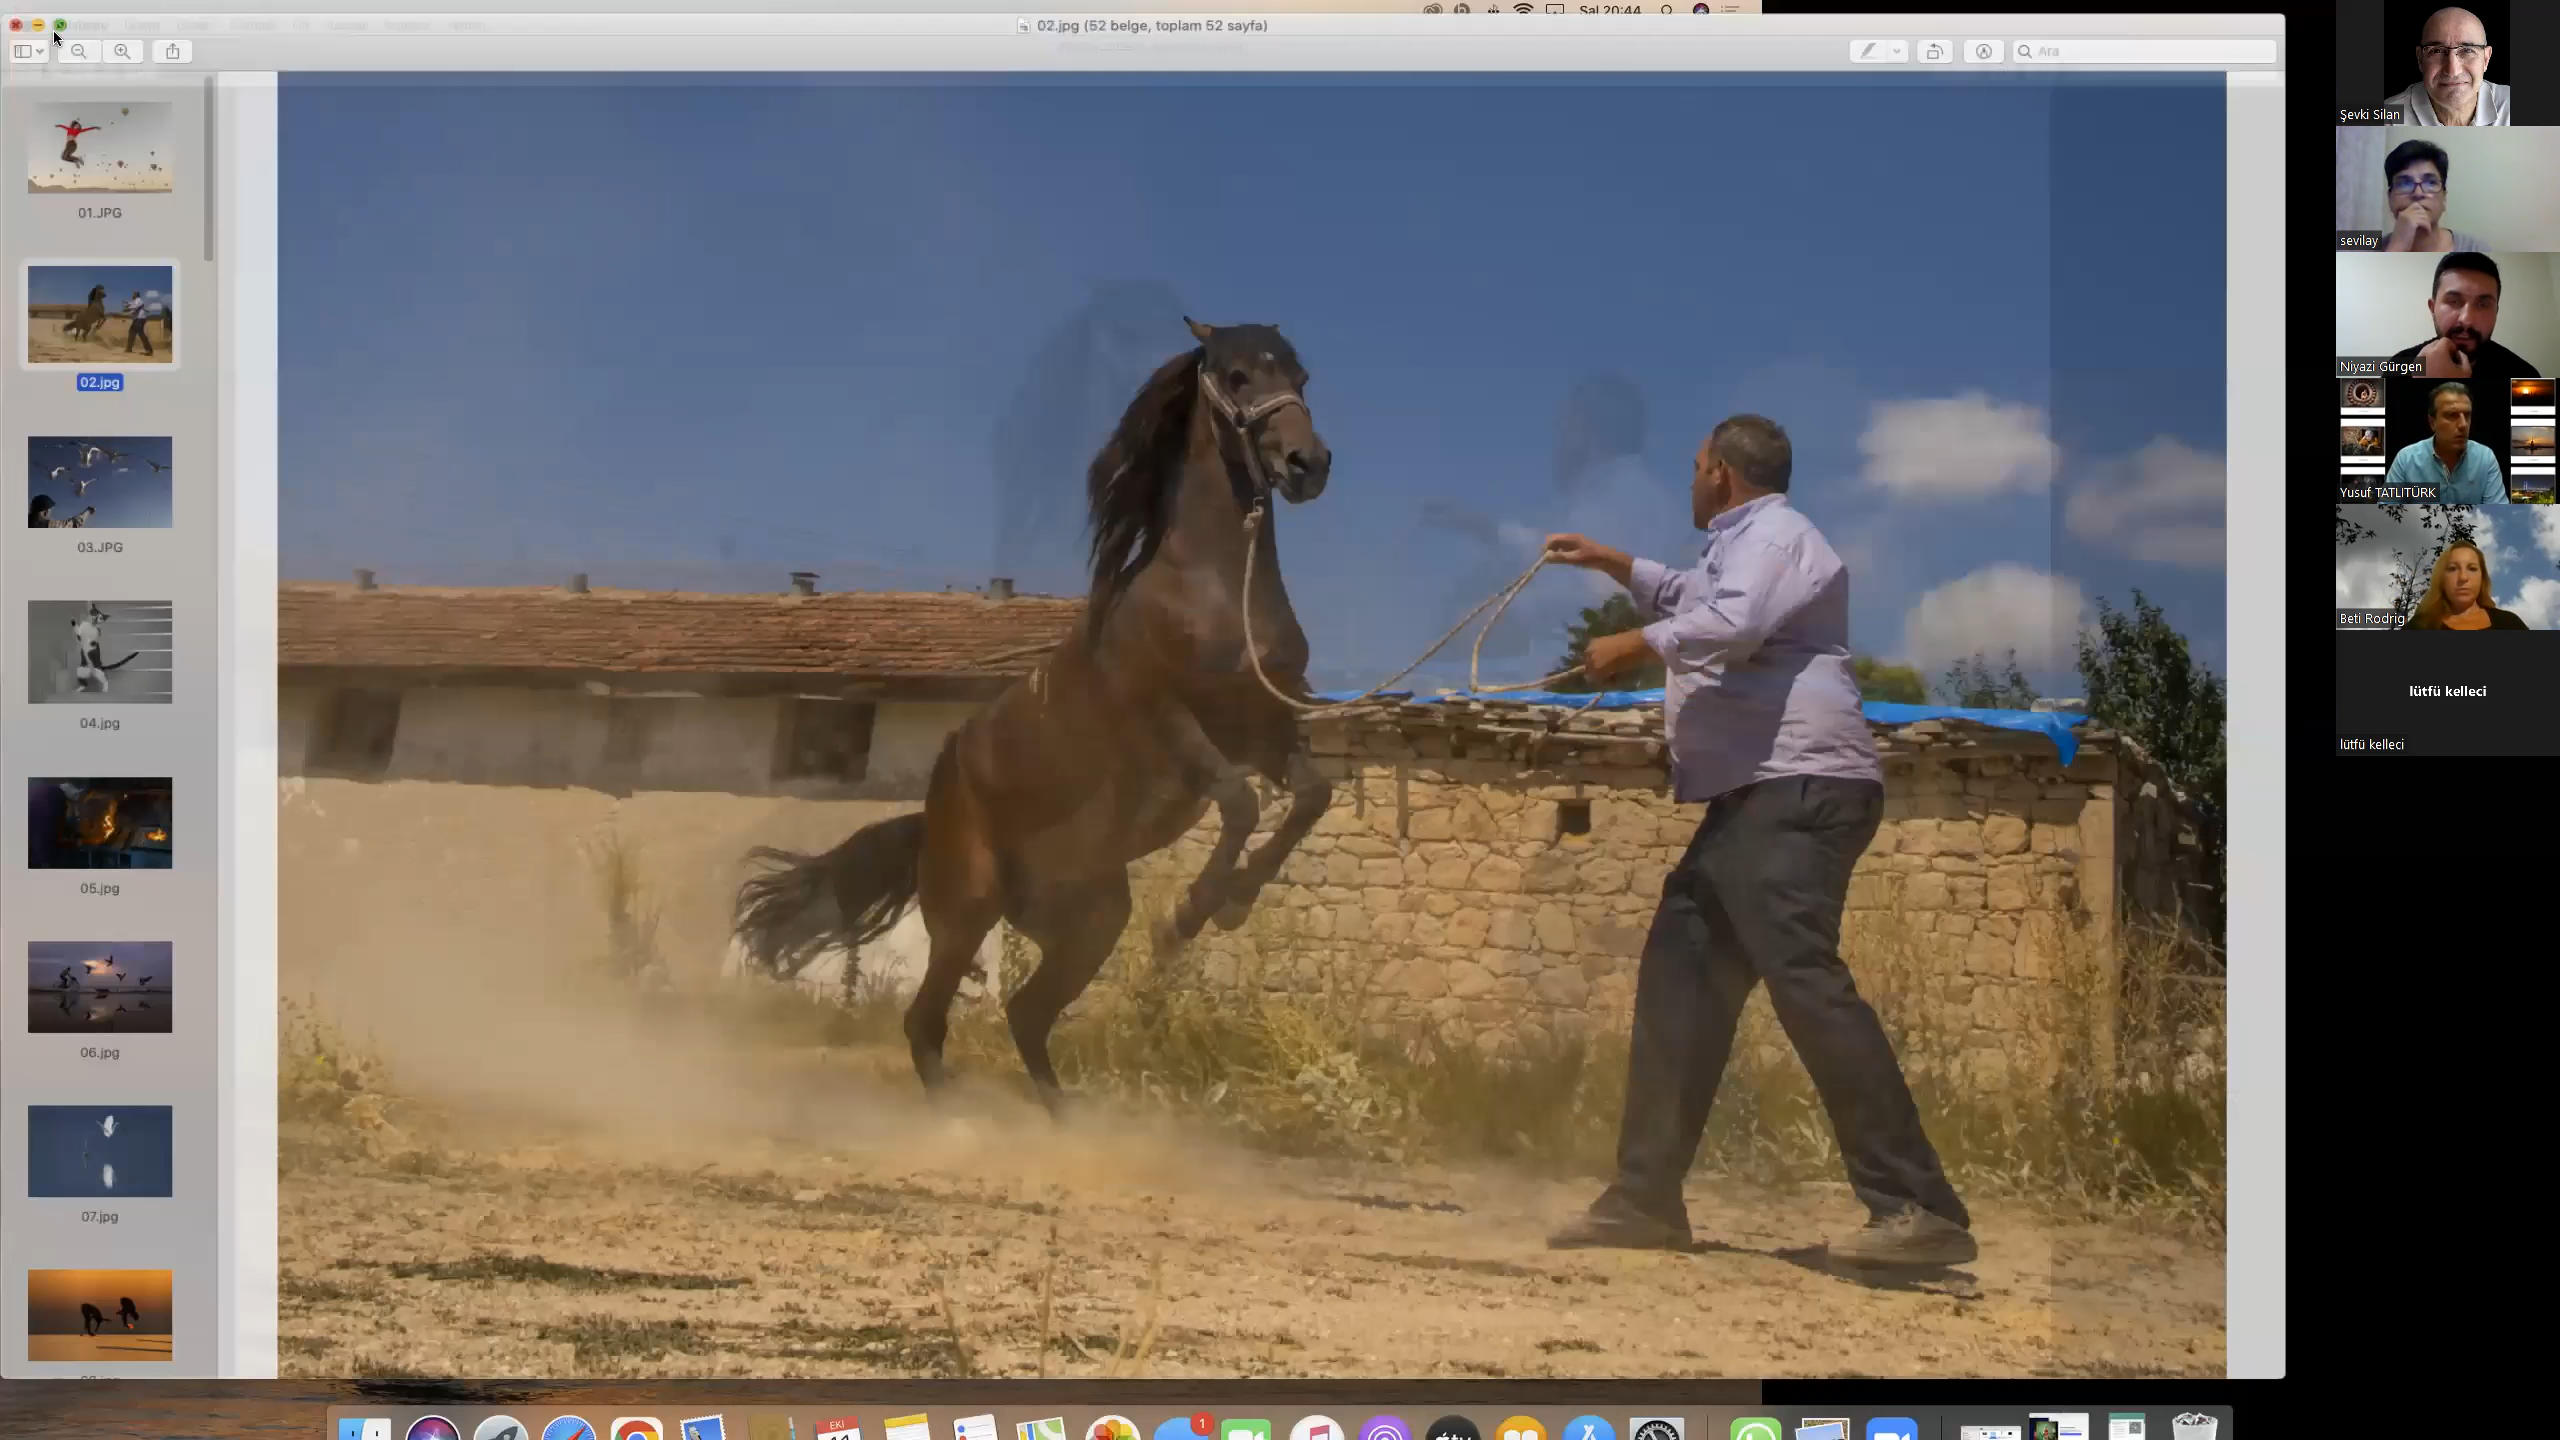 Sal 20:44
02.jpg (52 belge, toplam 52 sayfa)
Ara
01.JPG
02.jpg
03.JPG
04.jpg
05.jpg
06.jpg
07.jpg
Şevki Silan
sevilay
Niyazi Gürgen
Yusuf TATLITÜRK
Beti Rodrig
lütfü kelleci
lütfü kelleci
EKİ
1